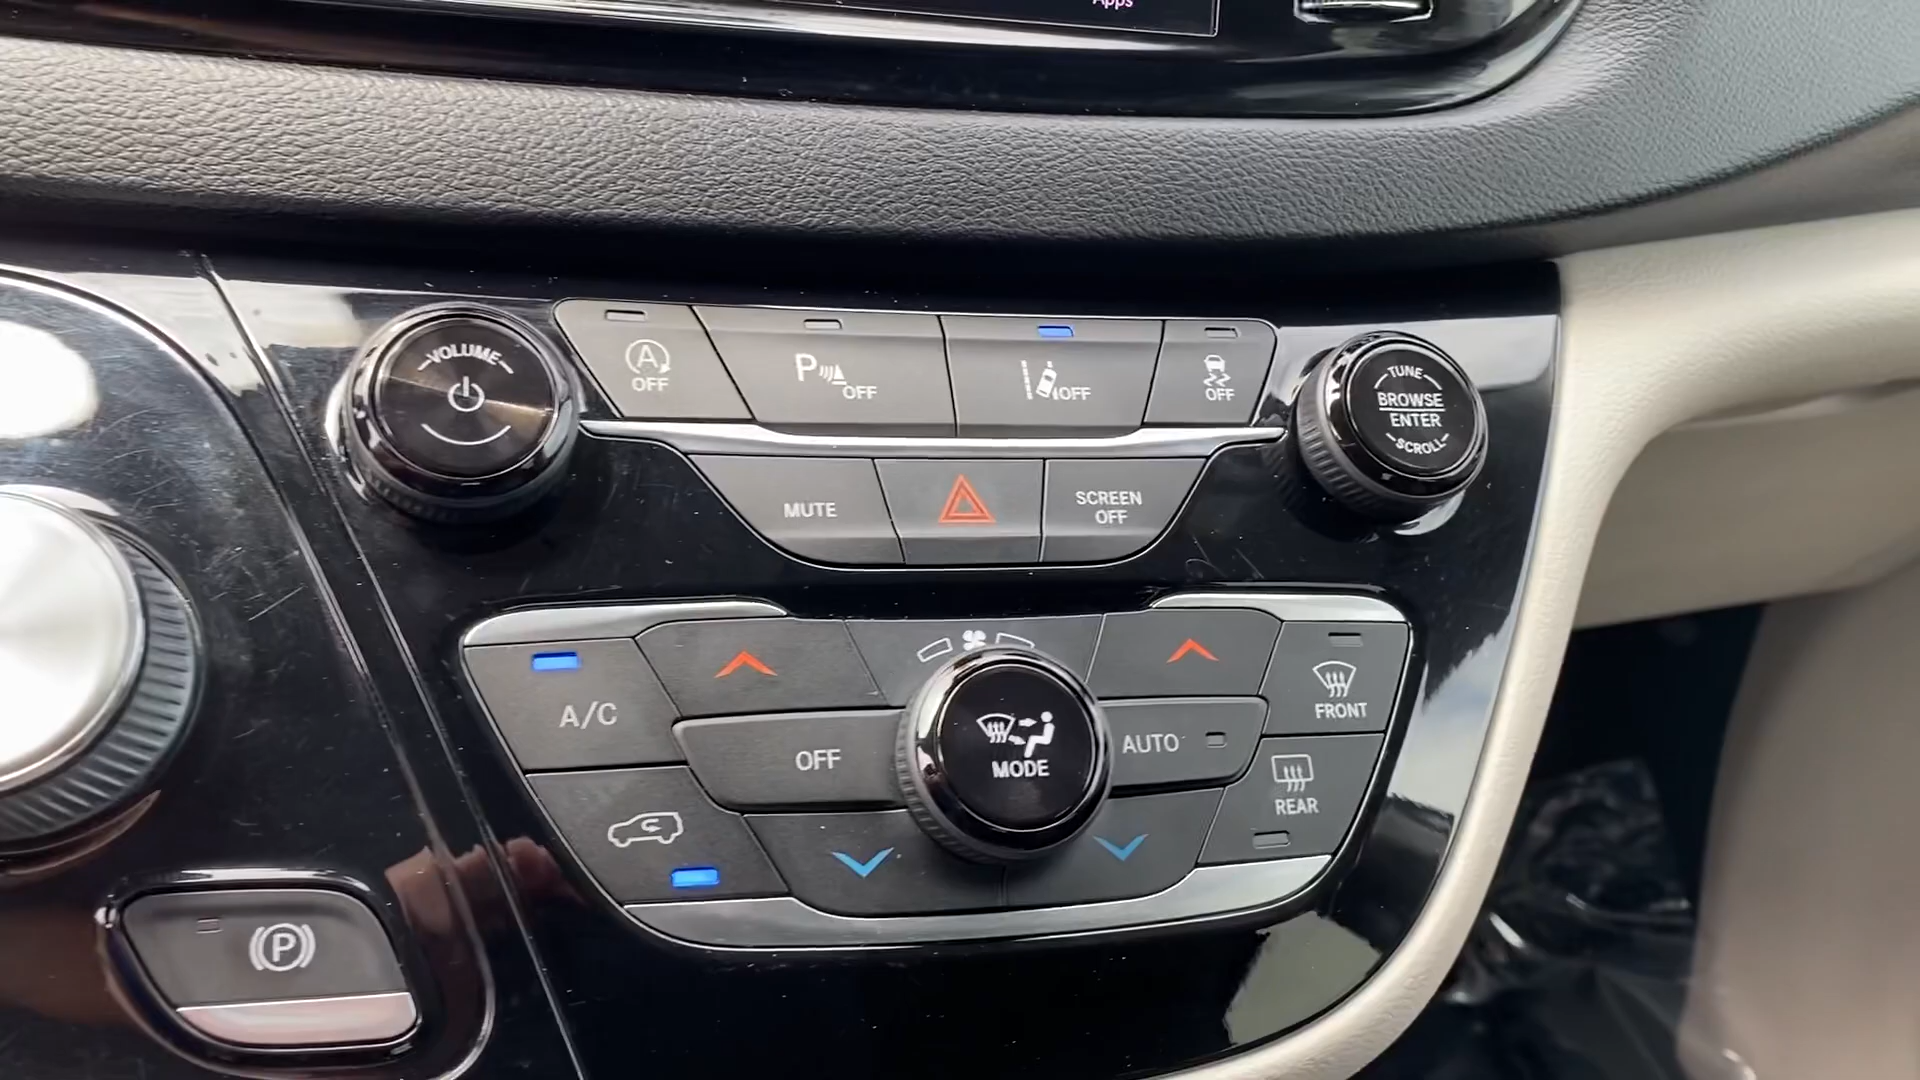 Apps
VOLUME
A
OFF
P
OFF
OFF
OFF
TUNE
BROWSE
ENTER
SCROLL
MUTE
SCREEN
OFF
A/C
OFF
MODE
AUTO
FRONT
REAR
P